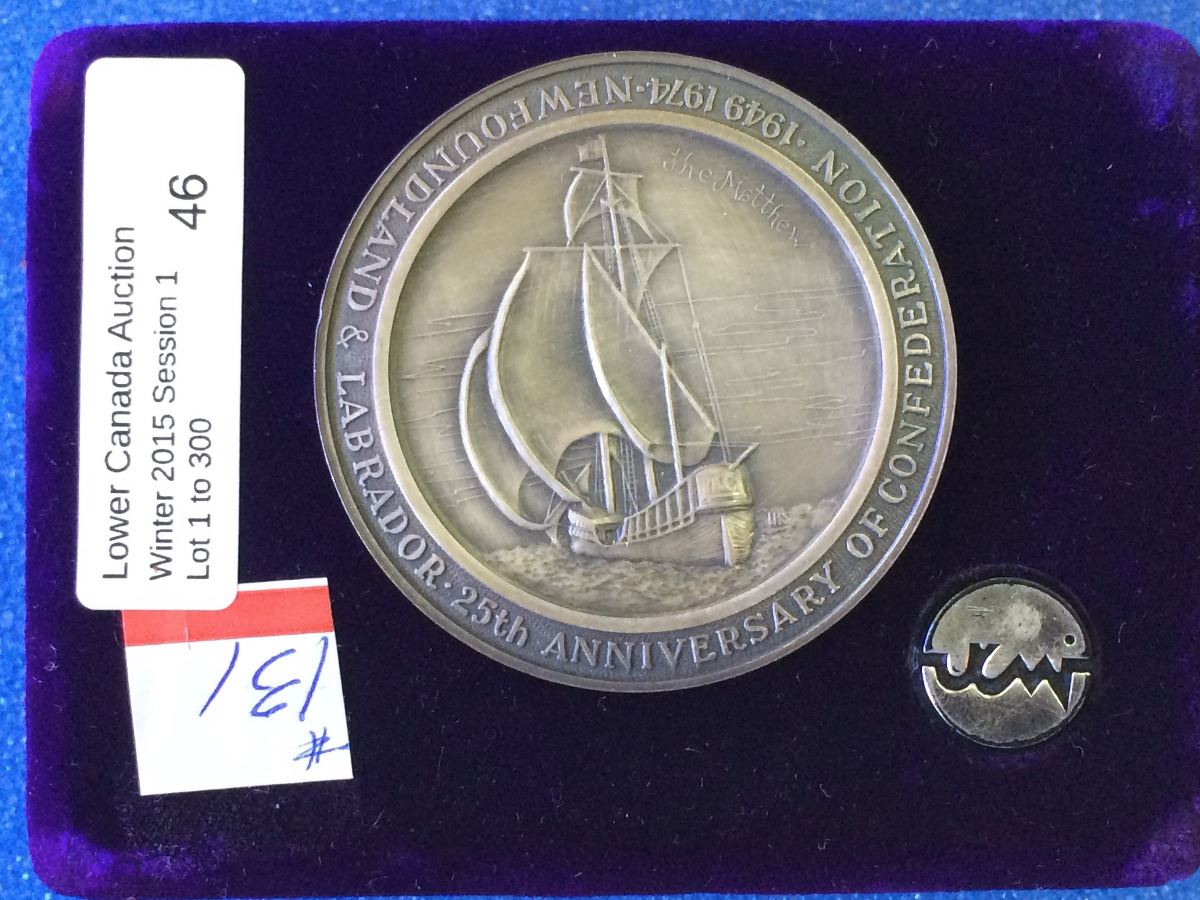 Lower Canada Auction
Winter 2015 Session 1
46
Lot 1 to 300
# 131
1949 1974 · NEWFOUNDLAND & LABRADOR · 25th ANNIVERSARY OF CONFEDERATION ·
the Matthew